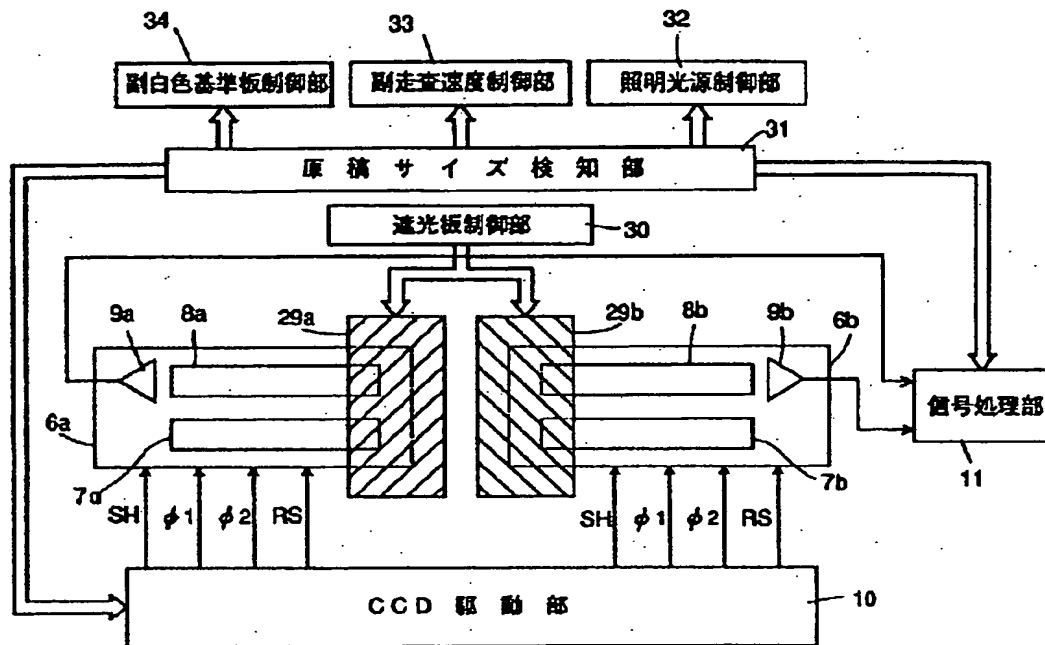 34
33
32
副白色基準板制御部
副走査速度制御部
照明光源制御部
31
原稿サイズ検知部
遮光板制御部
30
9a
8a
29a
29b
8b
9b
6b
6a
信号処理部
7a
7b
11
SH
φ1
φ2
RS
SH
φ1
φ2
RS
CCD駆動部
10